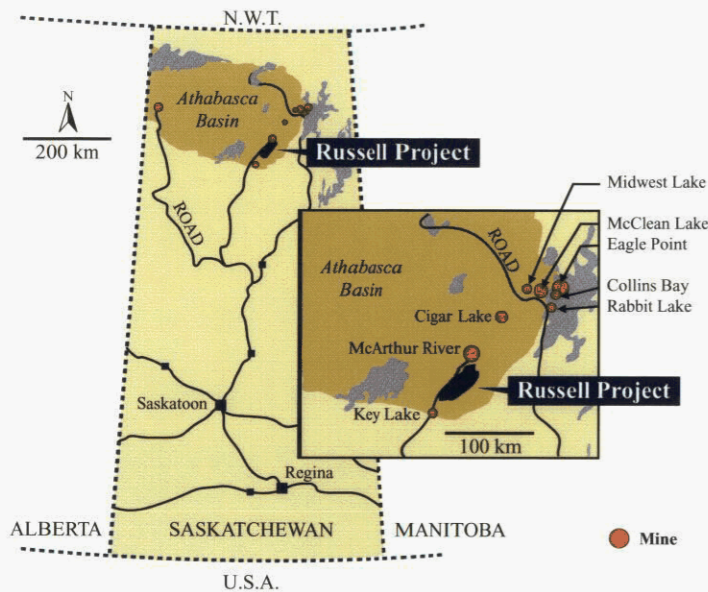 N.W.T.
Athabasca
Basin
N
200 km
Russell Project
ROAD
Midwest Lake
McClean Lake
Eagle Point
Collins Bay
Rabbit Lake
ROAD
Athabasca
Basin
Cigar Lake
McArthur River
Russell Project
Key Lake
100 km
Saskatoon
Regina
ALBERTA
SASKATCHEWAN
MANITOBA
Mine
U.S.A.